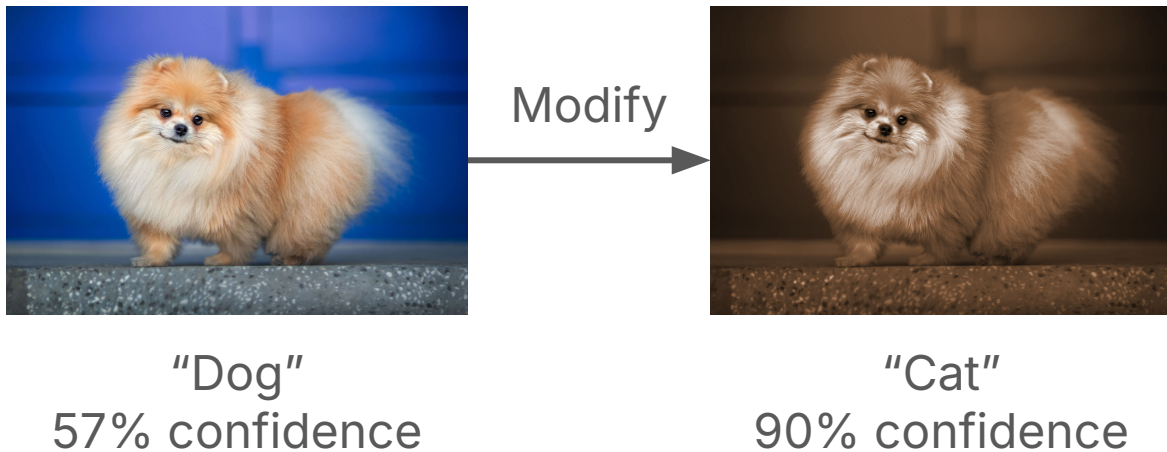 Modify
“Dog”
57% confidence
“Cat”
90% confidence